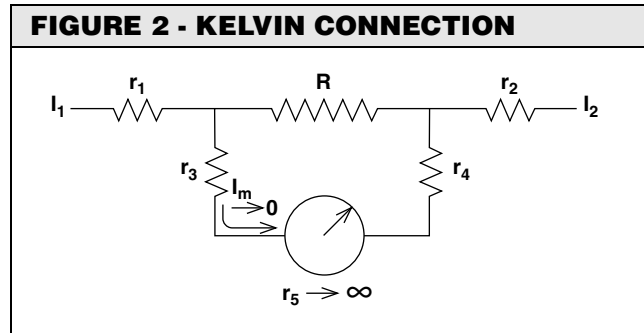 FIGURE 2 - KELVIN CONNECTION
r1 R r2
I1 I2
r3 r4
Im
→0
r5 → ∞